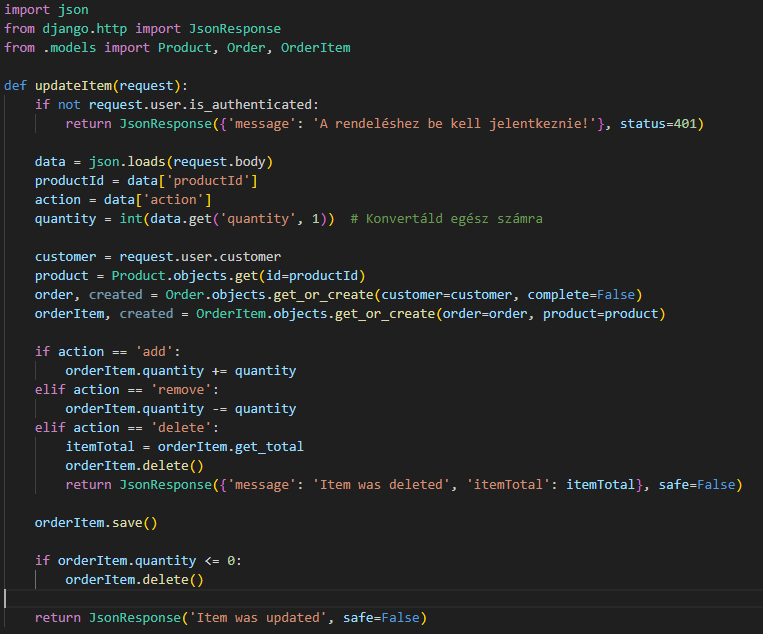 import json
from django.http import JsonResponse
from .models import Product, Order, OrderItem

def updateItem(request):
    if not request.user.is_authenticated:
        return JsonResponse({'message': 'A rendeléshez be kell jelentkeznie!'}, status=401)

    data = json.loads(request.body)
    productId = data['productId']
    action = data['action']
    quantity = int(data.get('quantity', 1))  # Konvertáld egész számra

    customer = request.user.customer
    product = Product.objects.get(id=productId)
    order, created = Order.objects.get_or_create(customer=customer, complete=False)
    orderItem, created = OrderItem.objects.get_or_create(order=order, product=product)

    if action == 'add':
        orderItem.quantity += quantity
    elif action == 'remove':
        orderItem.quantity -= quantity
    elif action == 'delete':
        itemTotal = orderItem.get_total
        orderItem.delete()
        return JsonResponse({'message': 'Item was deleted', 'itemTotal': itemTotal}, safe=False)

    orderItem.save()

    if orderItem.quantity <= 0:
        orderItem.delete()

    return JsonResponse('Item was updated', safe=False)